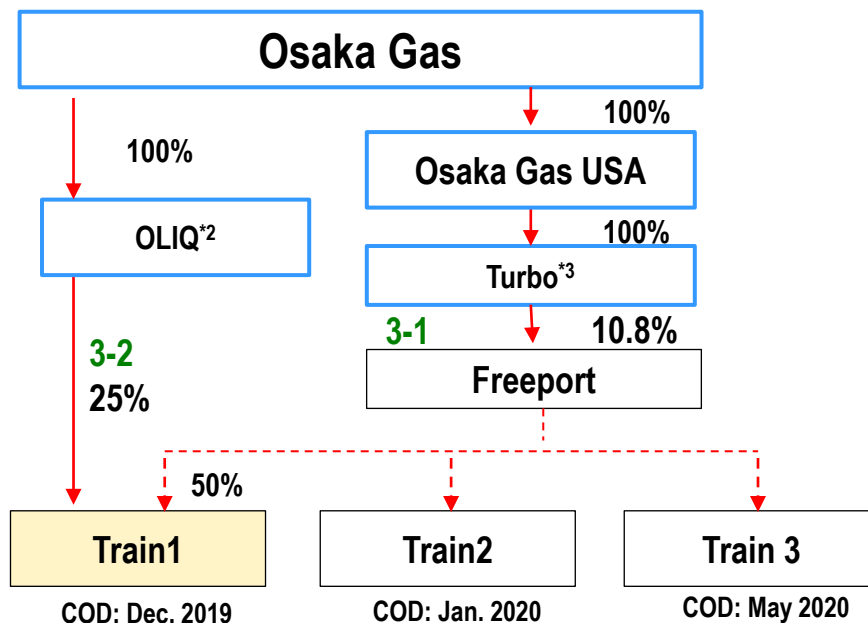 Osaka Gas
100%
100%
Osaka Gas USA
OLIQ*2
100%
Turbo*3
3-1
10.8%
3-2
25%
Freeport
50%
Train1
Train2
Train 3
COD: Dec. 2019
COD: Jan. 2020
COD: May 2020